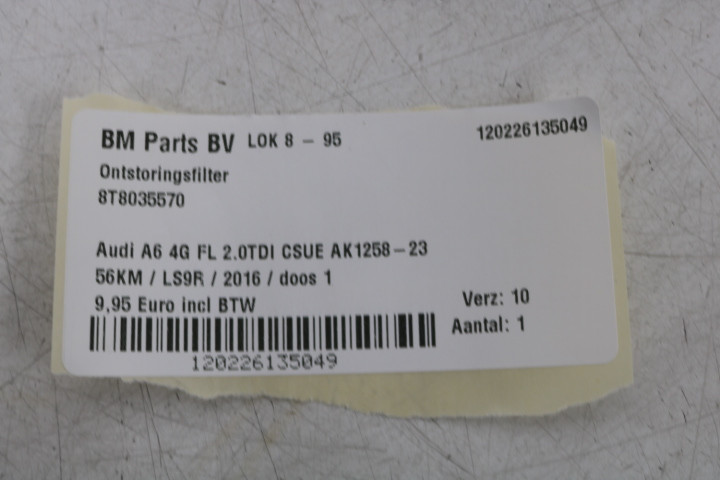 BM Parts BV LOK 8 - 95 120226135049
Ontstoringsfilter
8T8035570
Audi A6 4G FL 2.0TDI CSUE AK1258-23
56KM / LS9R / 2016 / doos 1
9,95 Euro incl BTW Verz: 10
Aantal: 1
120226135049